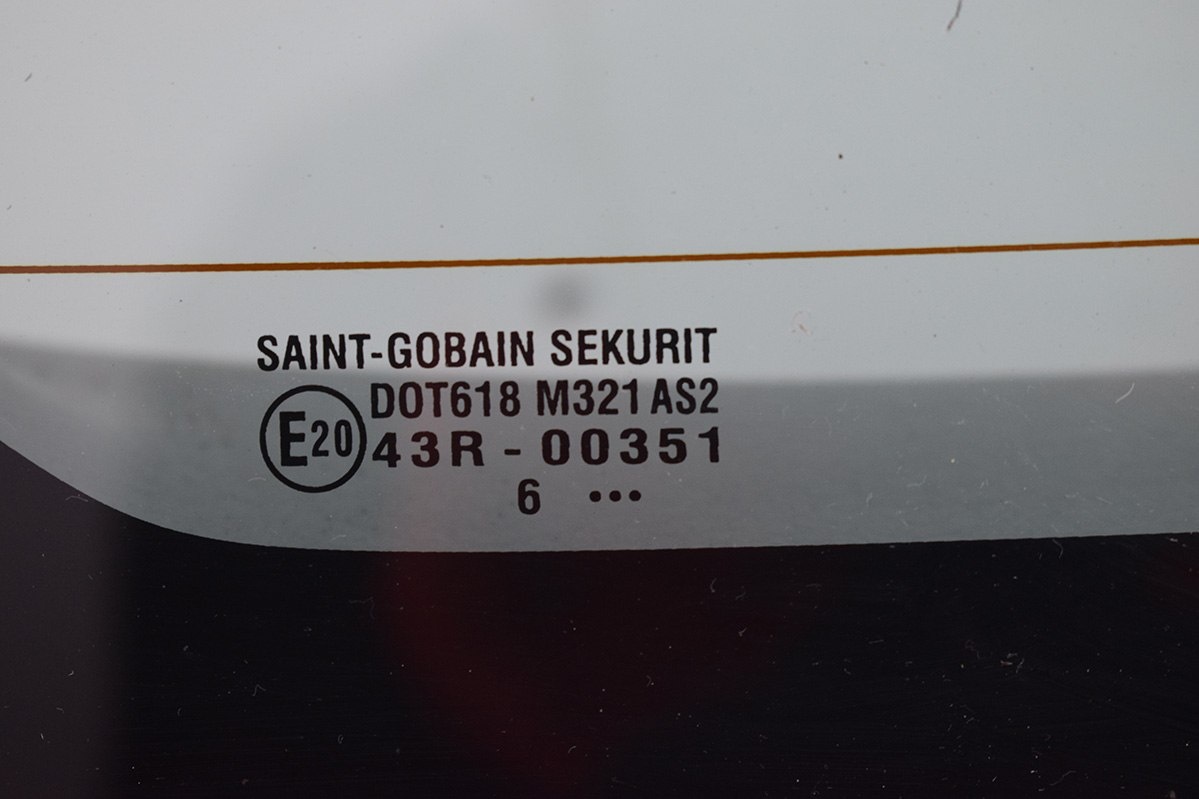 SAINT-GOBAIN SEKURIT
DOT618 M321 AS2
E20 43R - 00351
6 •••